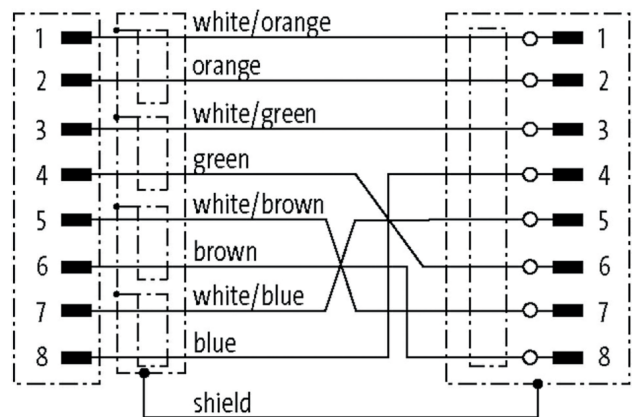 1 white/orange 1
2 orange 2
3 white/green 3
4 green 4
5 white/brown 5
6 brown 6
7 white/blue 7
8 blue 8
shield